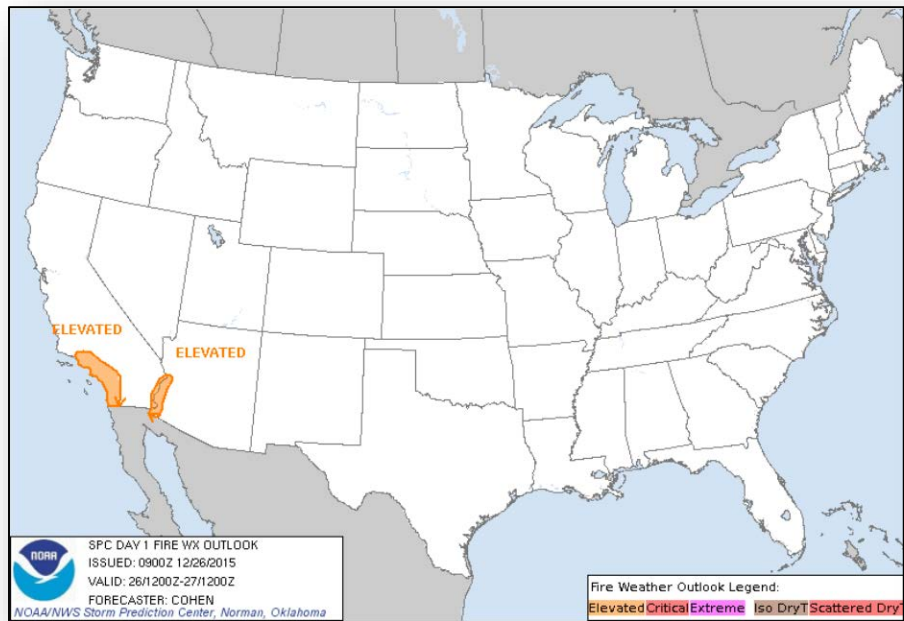 ELEVATED
ELEVATED
NOAA
SPC DAY 1 FIRE WX OUTLOOK
ISSUED: 0900Z 12/26/2015
VALID: 26/1200Z-27/1200Z
FORECASTER: COHEN
NOAA/NWS Storm Prediction Center, Norman, Oklahoma
Fire Weather Outlook Legend:
Elevated Critical Extreme Iso DryT Scattered DryT